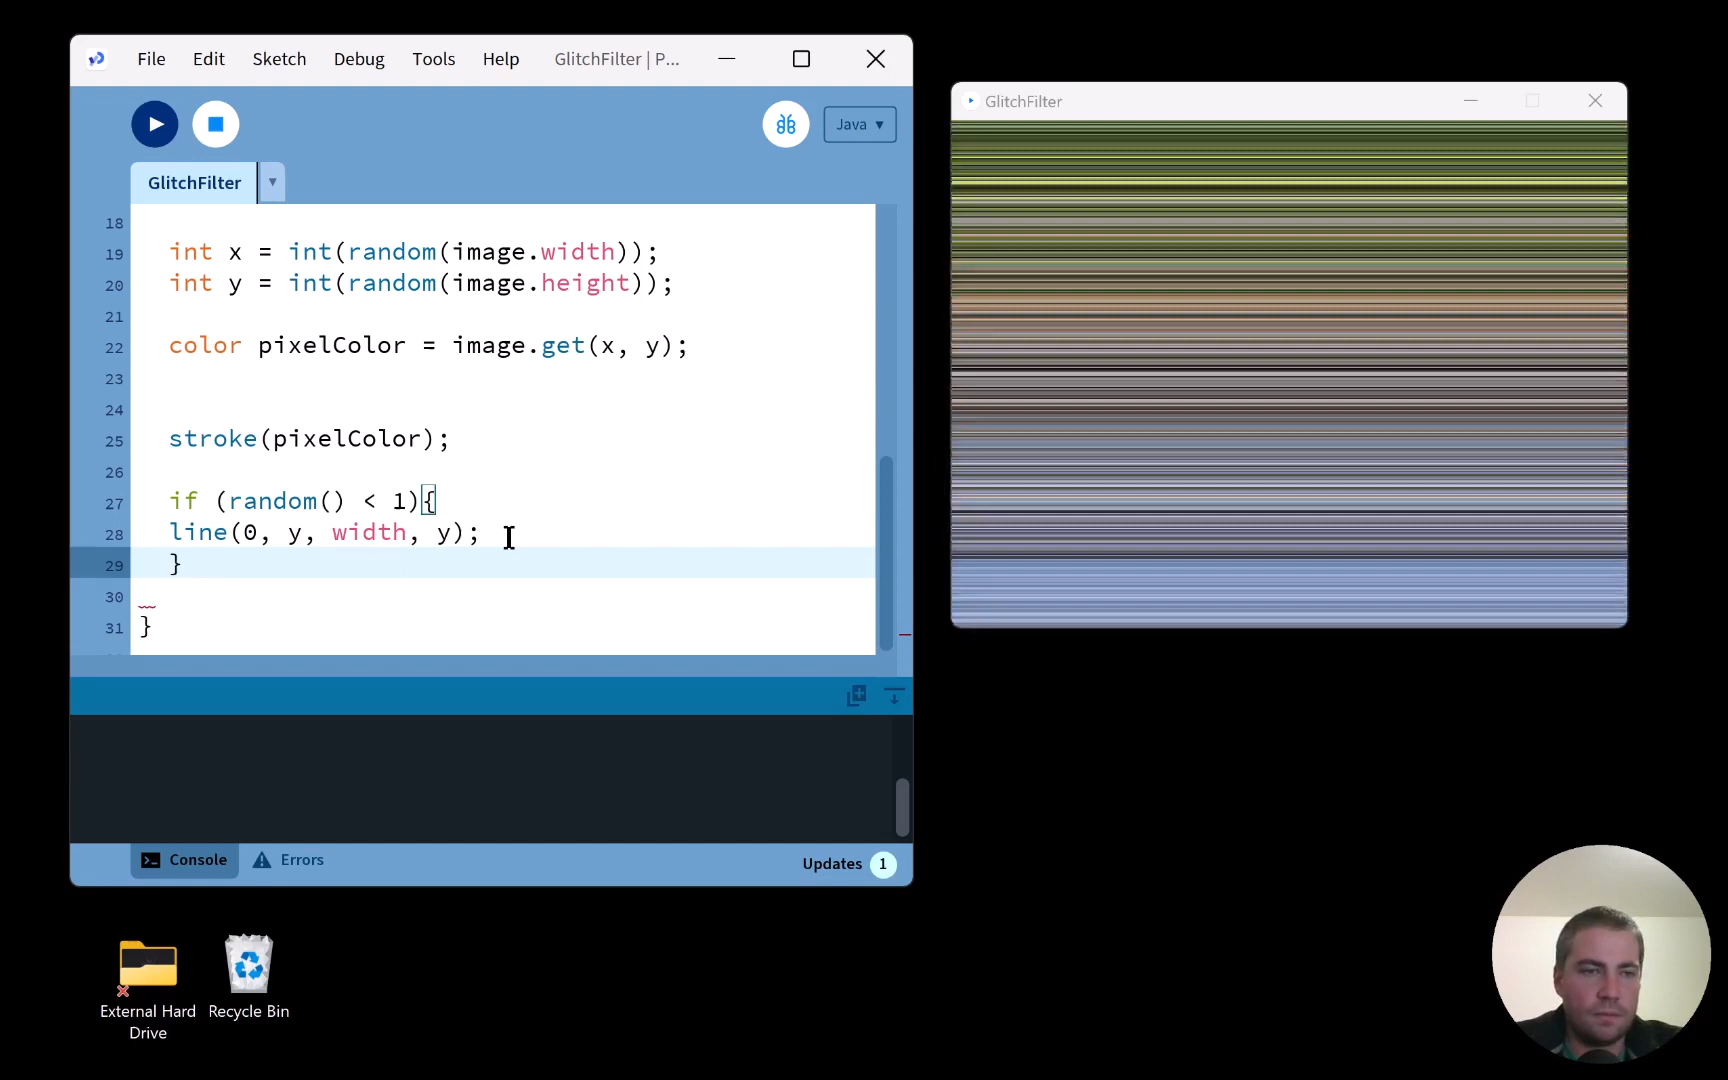 File Edit Sketch Debug Tools Help GlitchFilter | P...
Java ▾
GlitchFilter
18
19 int x = int(random(image.width));
20 int y = int(random(image.height));
21
22 color pixelColor = image.get(x, y);
23
24
25 stroke(pixelColor);
26
27 if (random() < 1){
28 line(0, y, width, y);
29 }
30
31 }
Console Errors Updates 1
GlitchFilter
External Hard Drive
Recycle Bin